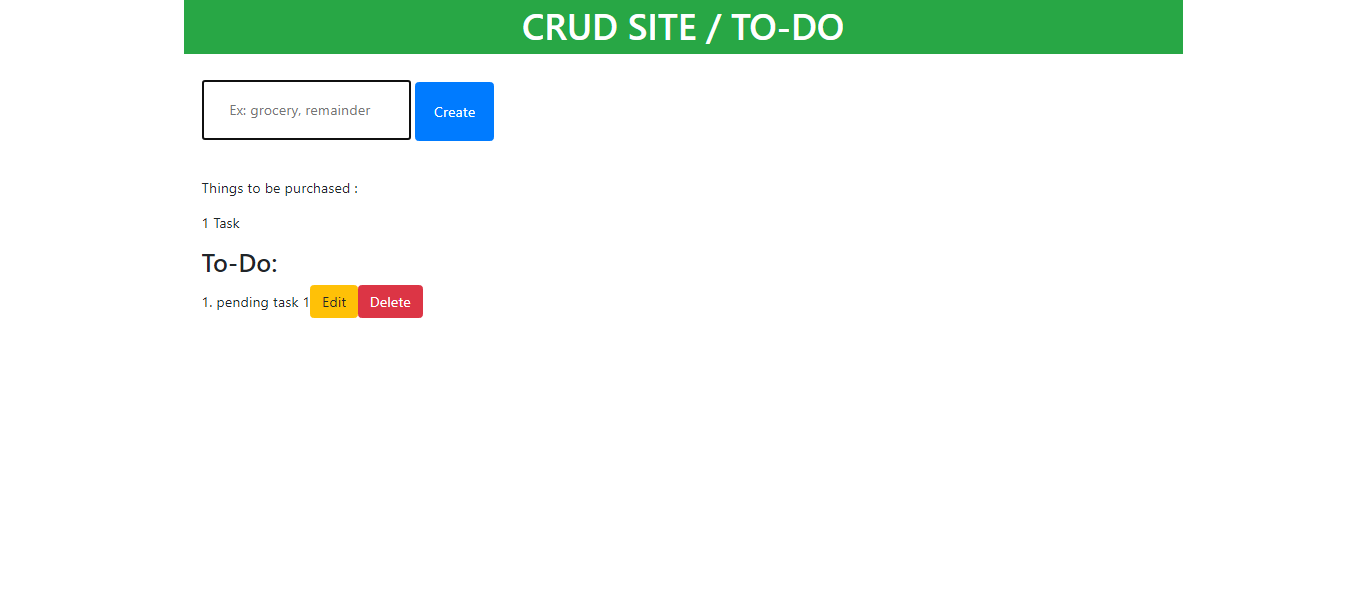 CRUD SITE / TO-DO
Ex: grocery, remainder
Create
Things to be purchased :
1 Task
To-Do:
1. pending task 1 Edit Delete